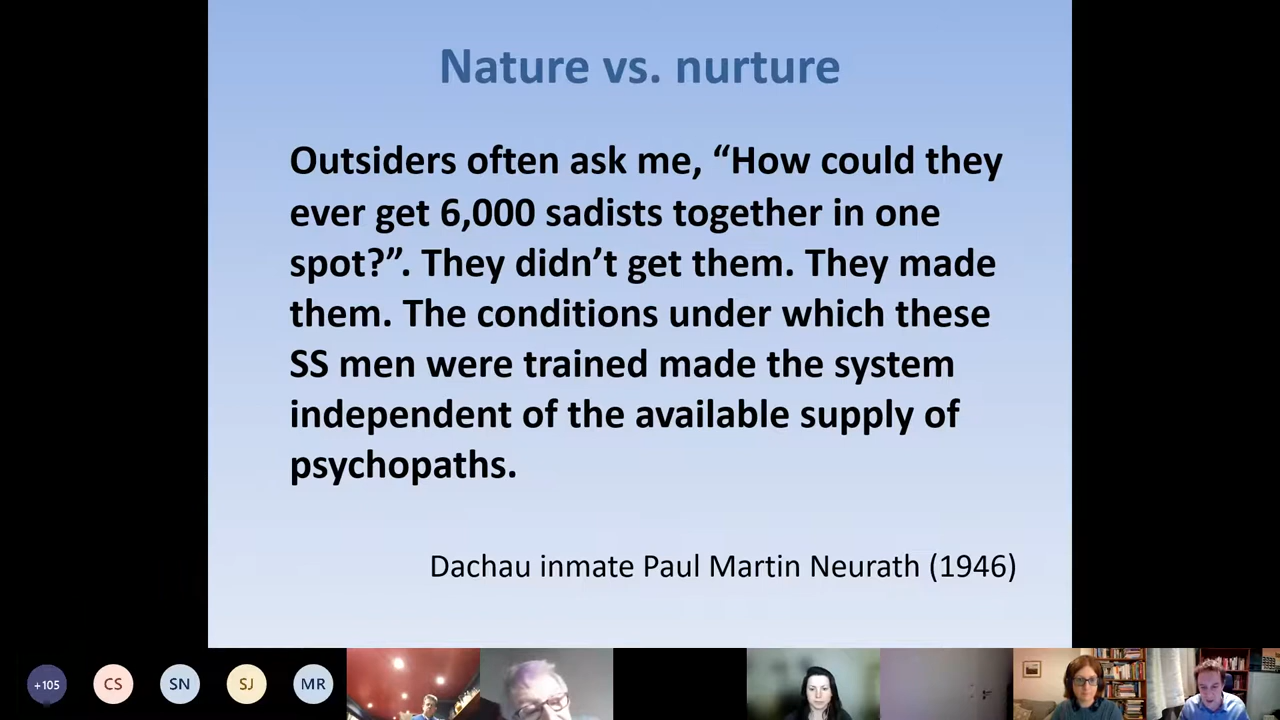 Nature vs. nurture
Outsiders often ask me, “How could they
ever get 6,000 sadists together in one
spot?”. They didn’t get them. They made
them. The conditions under which these
SS men were trained made the system
independent of the available supply of
psychopaths.
Dachau inmate Paul Martin Neurath (1946)
+105
CS
SN
SJ
MR